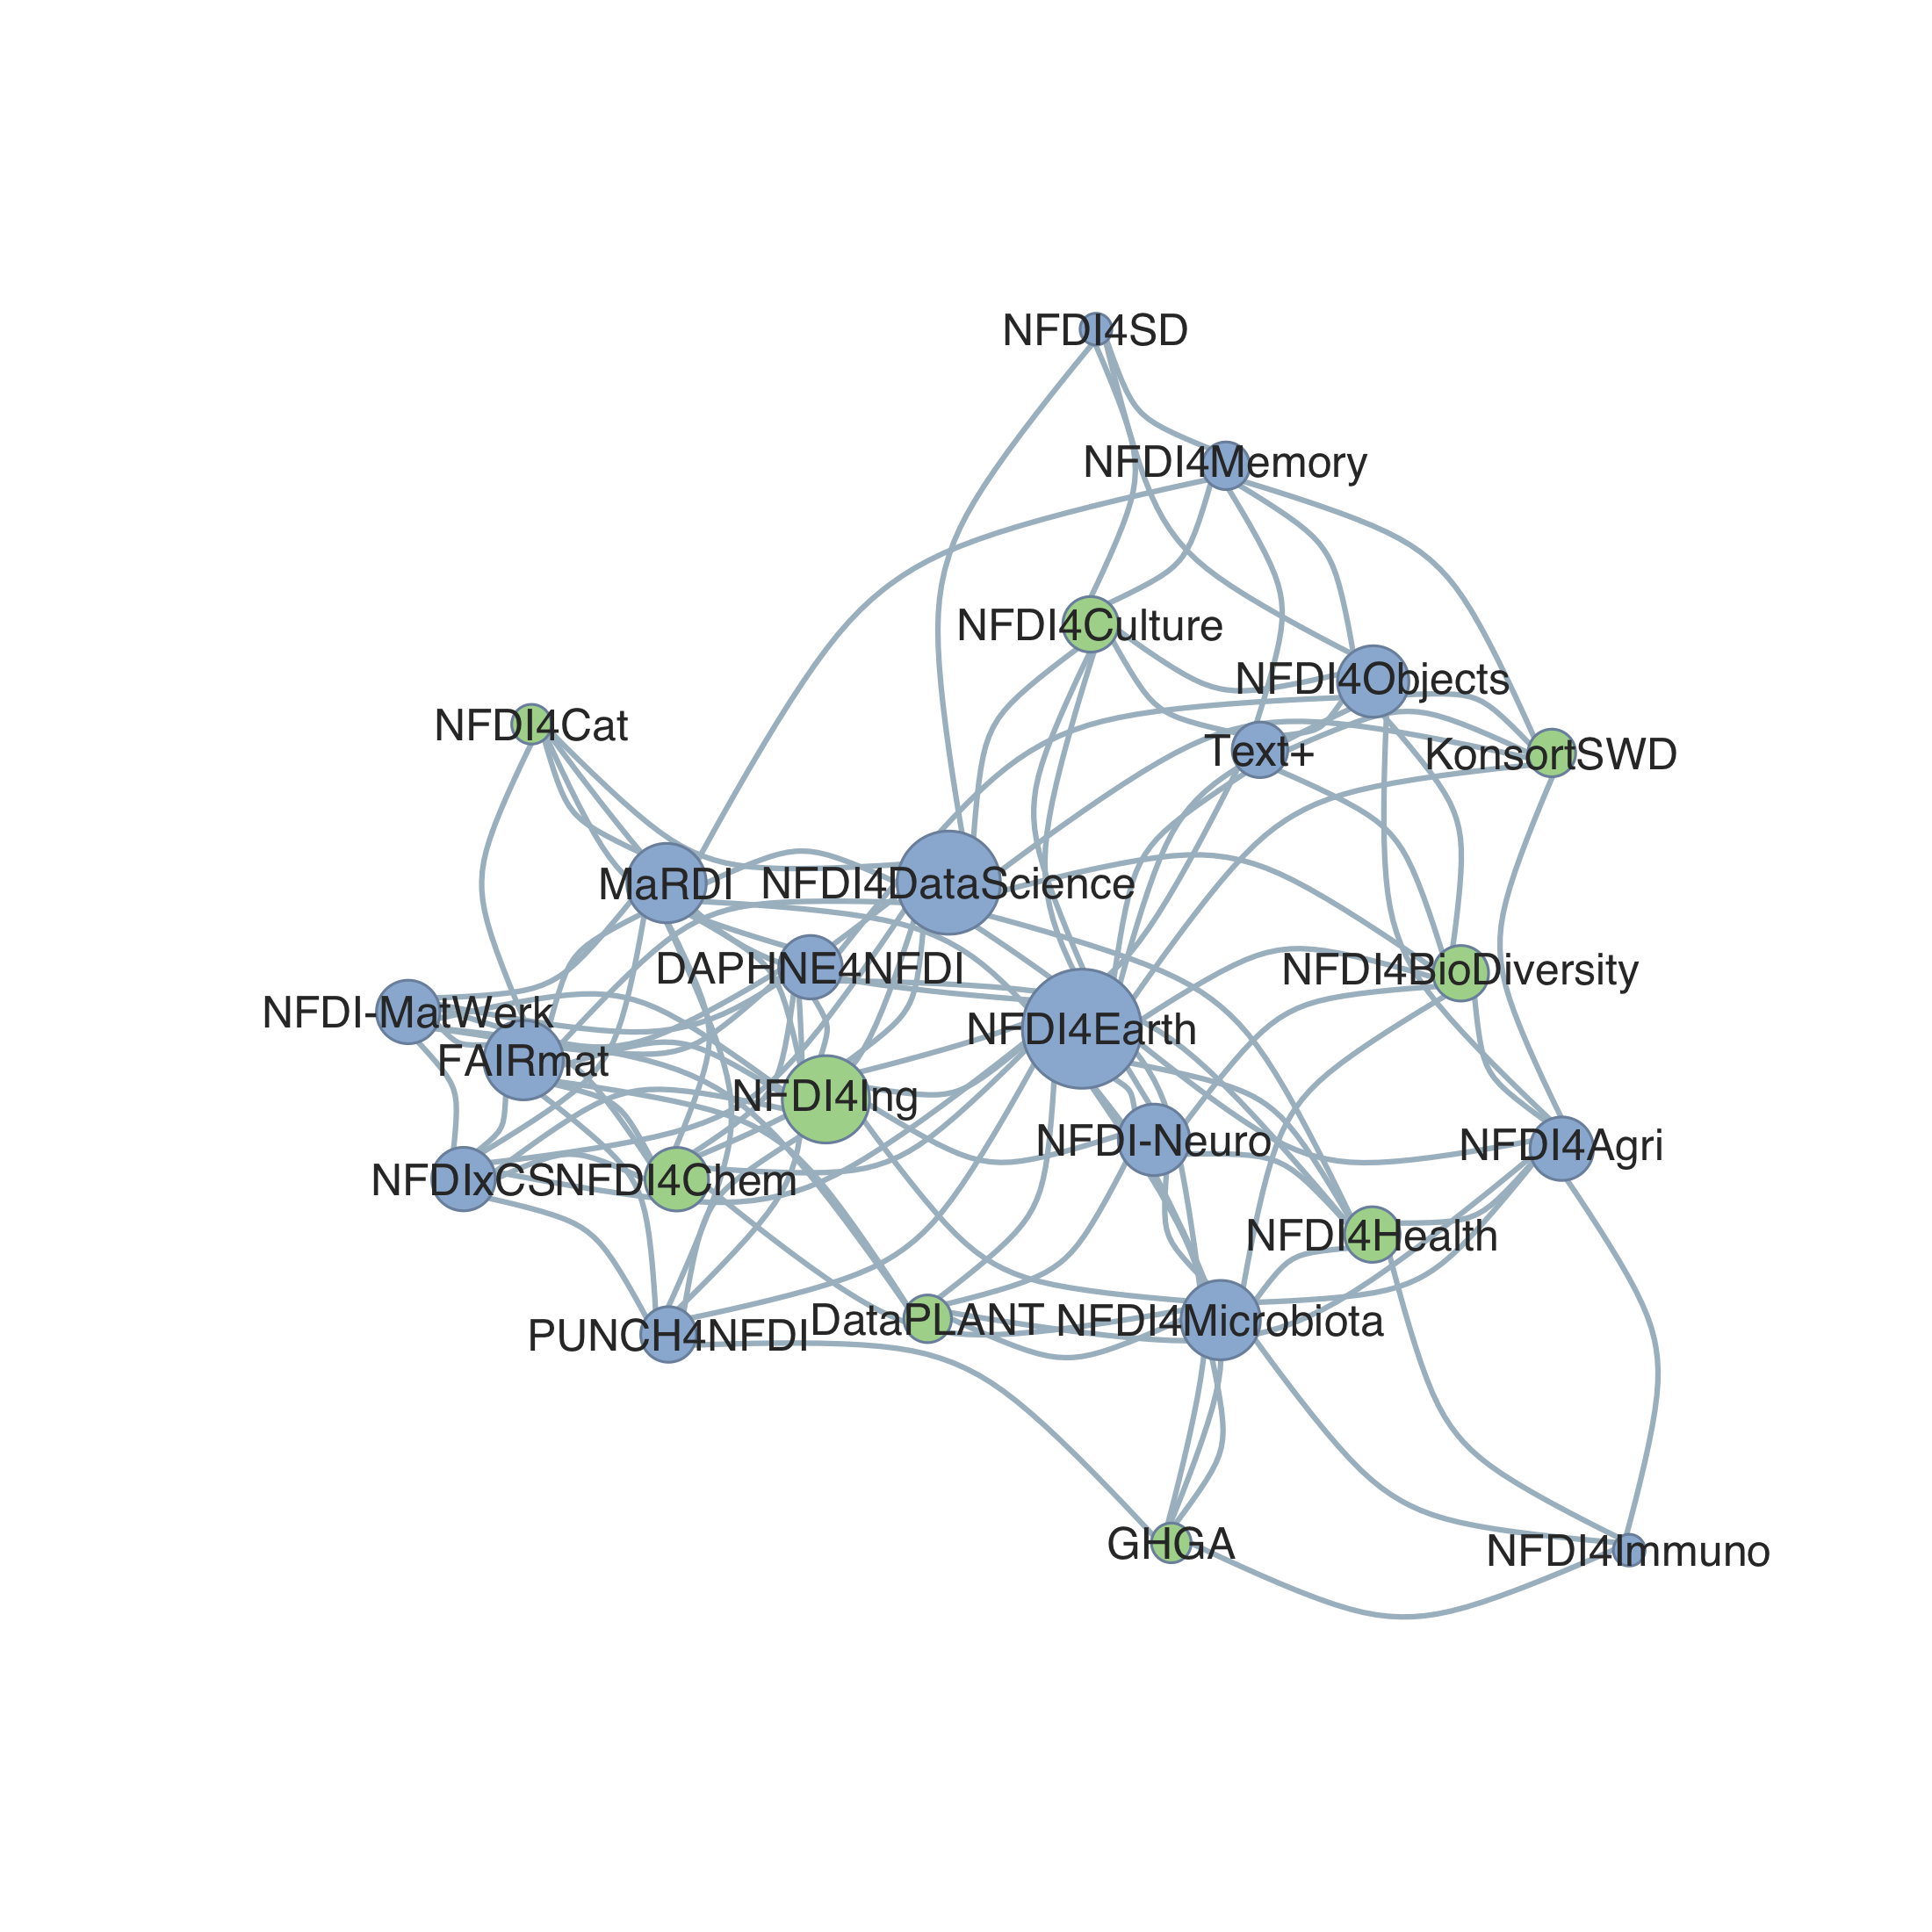 NFDI4SD
NFDI4Memory
NFDI4Culture
NFDI4Objects
NFDI4Cat
Text+
KonsortSWD
MaRDI
NFDI4DataScience
DAPHNE4NFDI
NFDI4BioDiversity
NFDI-MatWerk
NFDI4Earth
FAIRmat
NFDI4Ing
NFDI-Neuro
NFDI4Agri
NFDIxCS
NFDI4Chem
NFDI4Health
DataPLANT
NFDI4Microbiota
PUNCH4NFDI
GHGA
NFDI4Immuno